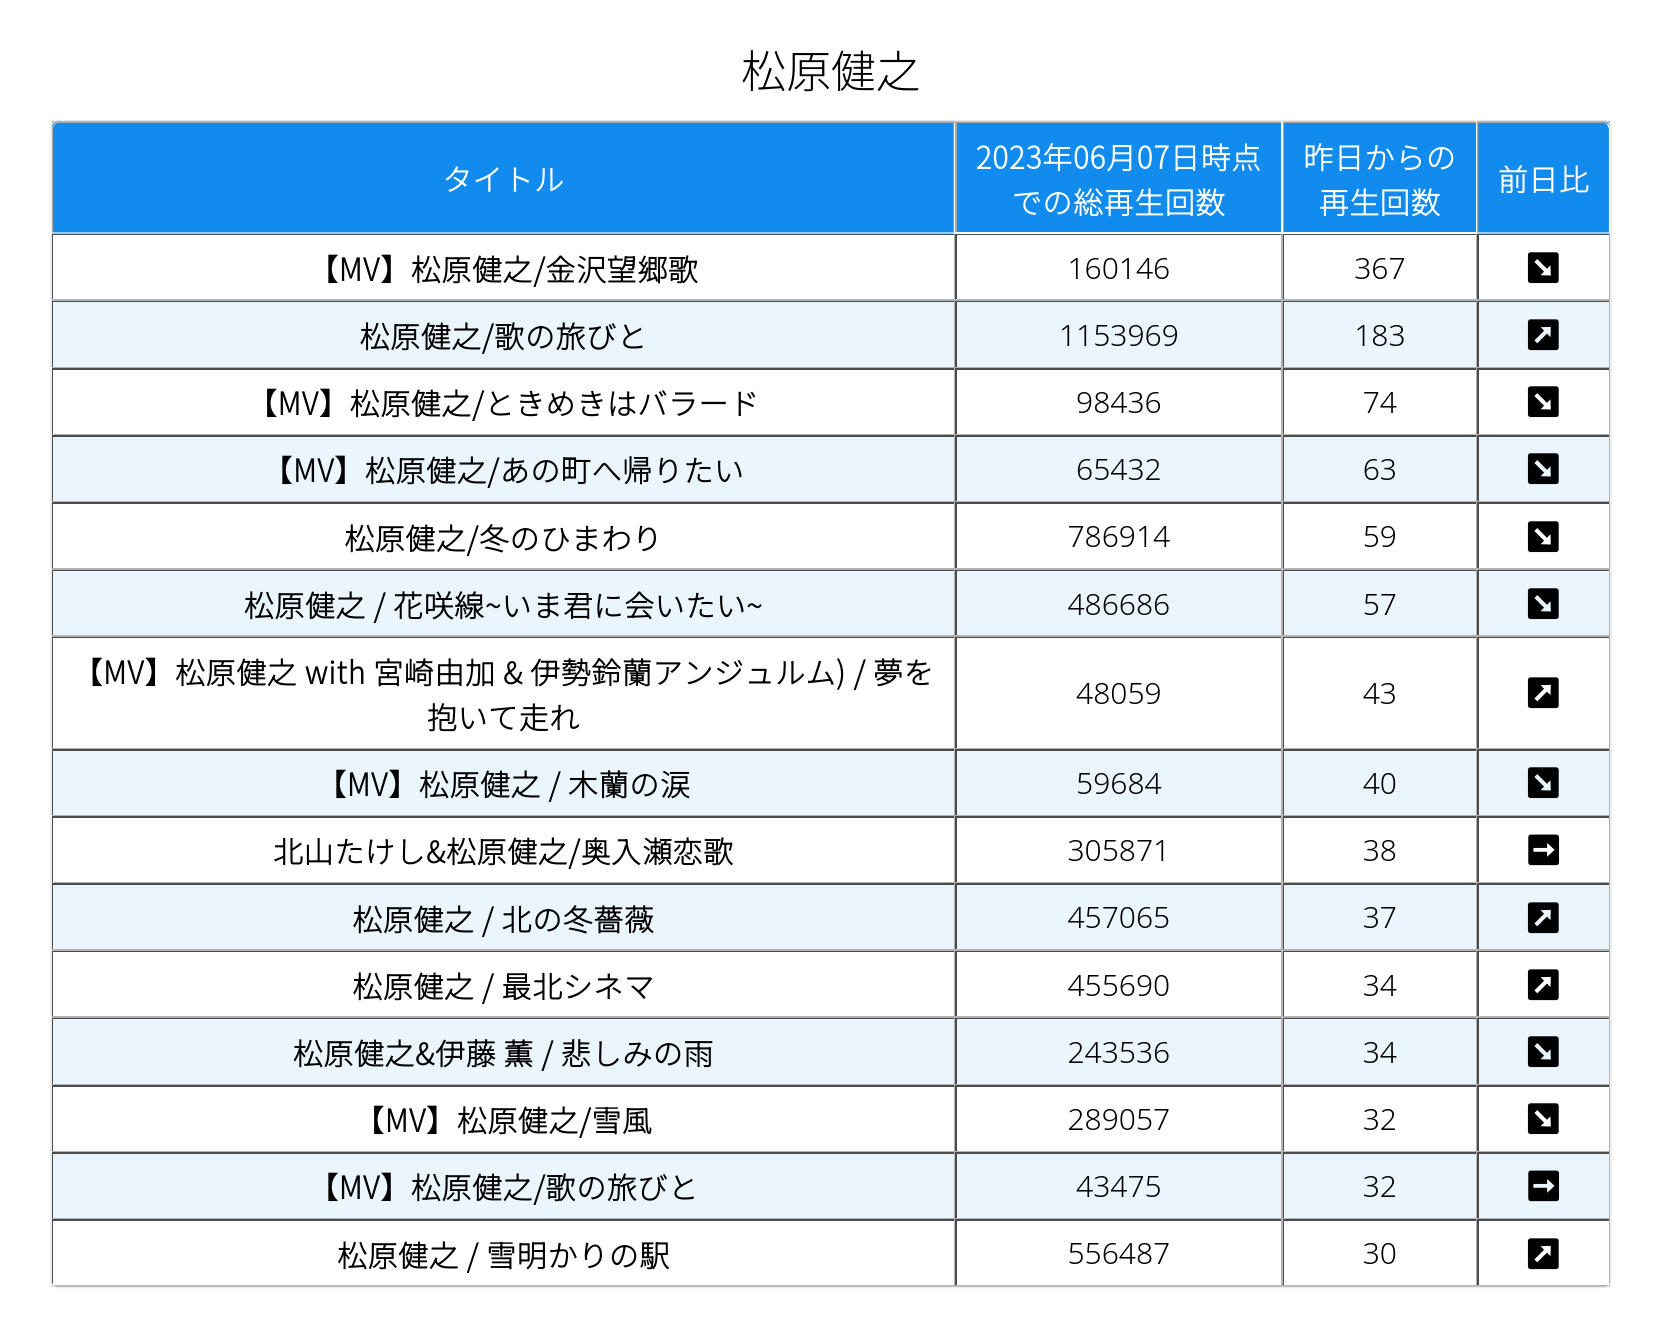 松原健之
タイトル
2023年06月07日時点
での総再生回数
昨日からの
再生回数
前日比
【MV】松原健之/金沢望郷歌 160146 367 ↘
松原健之/歌の旅びと 1153969 183 ↗
【MV】松原健之/ときめきはバラード 98436 74 ↘
【MV】松原健之/あの町へ帰りたい 65432 63 ↘
松原健之/冬のひまわり 786914 59 ↘
松原健之 / 花咲線~いま君に会いたい~ 486686 57 ↘
【MV】松原健之 with 宮崎由加 & 伊勢鈴蘭アンジュルム) / 夢を
抱いて走れ 48059 43 ↗
【MV】松原健之 / 木蘭の涙 59684 40 ↘
北山たけし&松原健之/奥入瀬恋歌 305871 38 →
松原健之 / 北の冬薔薇 457065 37 ↗
松原健之 / 最北シネマ 455690 34 ↗
松原健之&伊藤 薫 / 悲しみの雨 243536 34 ↘
【MV】松原健之/雪風 289057 32 ↘
【MV】松原健之/歌の旅びと 43475 32 →
松原健之 / 雪明かりの駅 556487 30 ↗